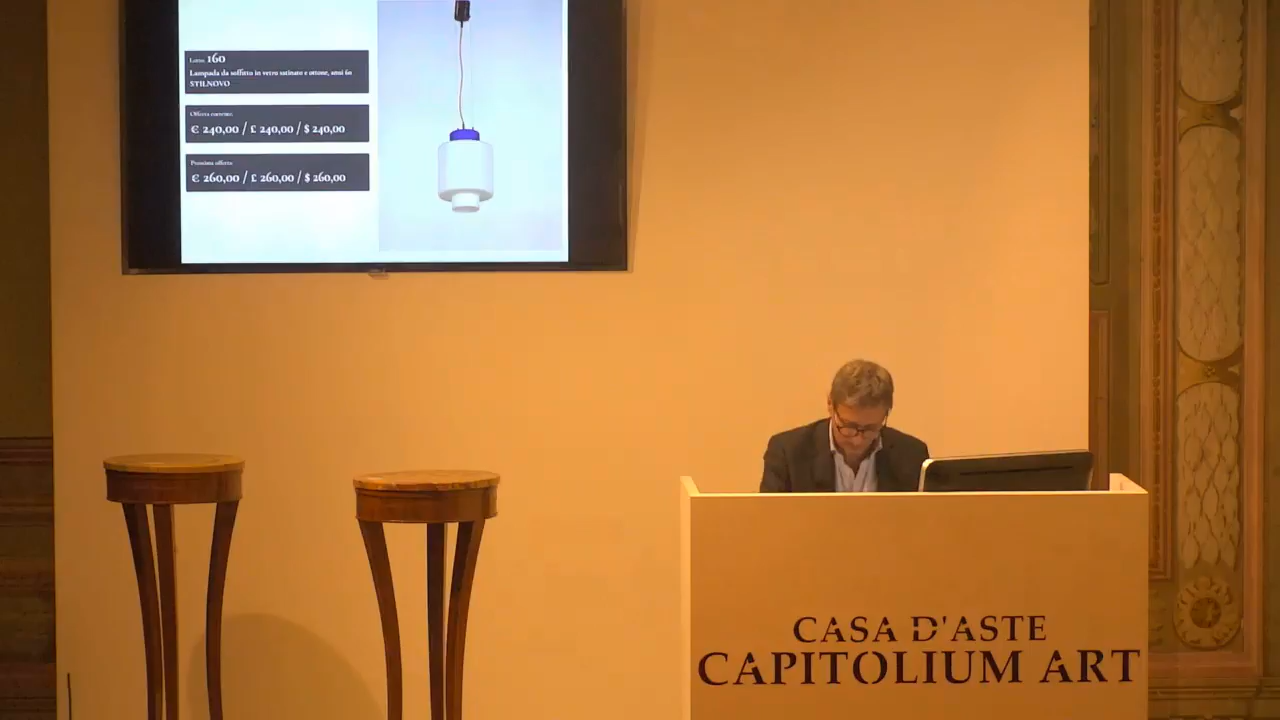 Lotto: 160
Lampada da soffitto in vetro satinato e ottone, anni 60
STILNOVO
Offerta corrente:
€ 240,00 / £ 240,00 / $ 240,00
Prossima offerta:
€ 260,00 / £ 260,00 / $ 260,00
CASA D'ASTE
CAPITOLIUM ART